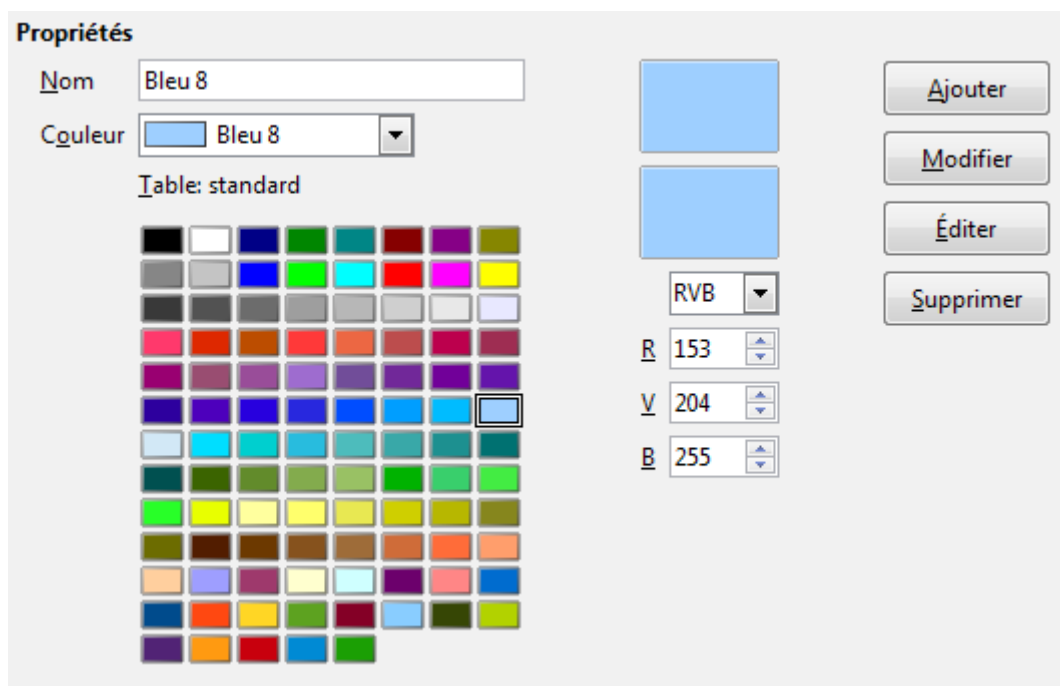 Propriétés
Nom
Bleu 8
Couleur
Bleu 8
Table: standard
RVB
R 153
V 204
B 255
Ajouter
Modifier
Éditer
Supprimer